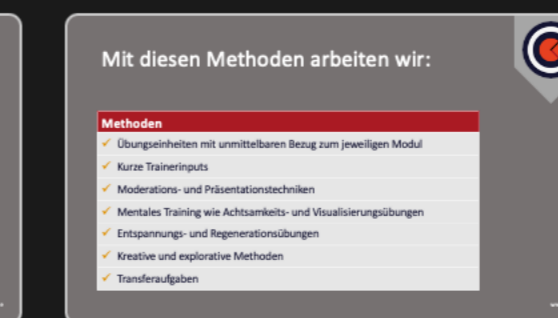 Mit diesen Methoden arbeiten wir:
Methoden
Übungseinheiten mit unmittelbaren Bezug zum jeweiligen Modul
Kurze Trainerinputs
Moderations- und Präsentationstechniken
Mentales Training wie Achtsamkeits- und Visualisierungsübungen
Entspannungs- und Regenerationsübungen
Kreative und explorative Methoden
Transferaufgaben